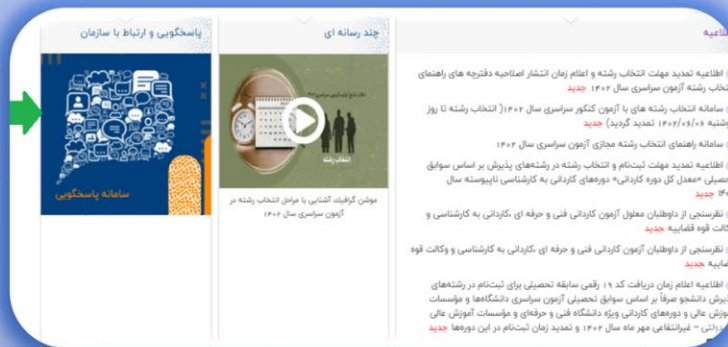 اطلاعیه
چند رسانه ای
پاسخگویی و ارتباط با سازمان
اطلاعیه تمدید مهلت انتخاب رشته و اعلام زمان انتشار اصلاحیه دفترچه های راهنمای
انتخاب رشته آزمون سراسری سال ۱۴۰۲ جدید
سامانه انتخاب رشته های با آزمون کنکور سراسری سال ۱۴۰۲( انتخاب رشته تا روز
دوشنبه ۱۴۰۲/۰۶/۰۶ تمدید گردید) جدید
سامانه راهنمای انتخاب رشته مجازی آزمون سراسری سال ۱۴۰۲
اطلاعیه تمدید مهلت ثبت‌نام و انتخاب رشته در رشته‌های پذیرش بر اساس سوابق
تحصیلی «معدل کل دوره کاردانی» دوره‌های کاردانی به کارشناسی ناپیوسته سال
جدید
نظرسنجی از داوطلبان معلول آزمون کاردانی فنی و حرفه ای ،کاردانی به کارشناسی و
وکالت قوه قضاییه جدید
نظرسنجی از داوطلبان آزمون کاردانی فنی و حرفه ای ،کاردانی به کارشناسی و وکالت قوه
قضاییه جدید
اطلاعیه اعلام زمان دریافت کد ۱۹ رقمی سابقه تحصیلی برای ثبت‌نام در رشته‌های
پذیرش دانشجو صرفاً بر اساس سوابق تحصیلی آزمون سراسری دانشگاه‌ها و مؤسسات
آموزش عالی و دوره‌های کاردانی ویژه دانشگاه فنی و حرفه‌ای و مؤسسات آموزش عالی
غیردولتی – غیرانتفاعی مهر ماه سال ۱۴۰۲ و تمدید زمان ثبت‌نام در این دوره‌ها جدید
انتخاب رشته
موشن گرافیك آشنایی با مراحل انتخاب رشته در
آزمون سراسری سال ۱۴۰۲
سامانه پاسخگویی